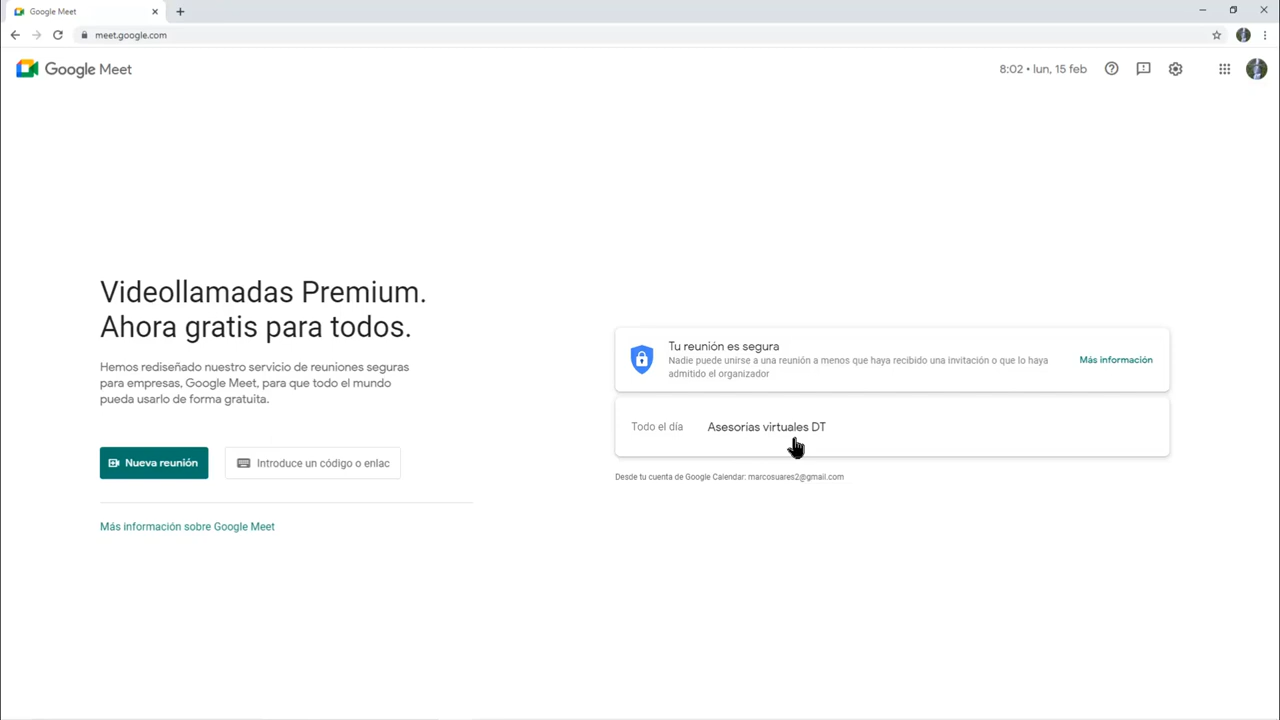 Google Meet
meet.google.com
Google Meet
8:02 • lun, 15 feb
Videollamadas Premium.
Ahora gratis para todos.
Hemos rediseñado nuestro servicio de reuniones seguras
para empresas, Google Meet, para que todo el mundo
pueda usarlo de forma gratuita.
Nueva reunión
Introduce un código o enlac
Más información sobre Google Meet
Tu reunión es segura
Nadie puede unirse a una reunión a menos que haya recibido una invitación o que lo haya
admitido el organizador
Más información
Todo el día
Asesorías virtuales DT
Desde tu cuenta de Google Calendar: marcosuares2@gmail.com